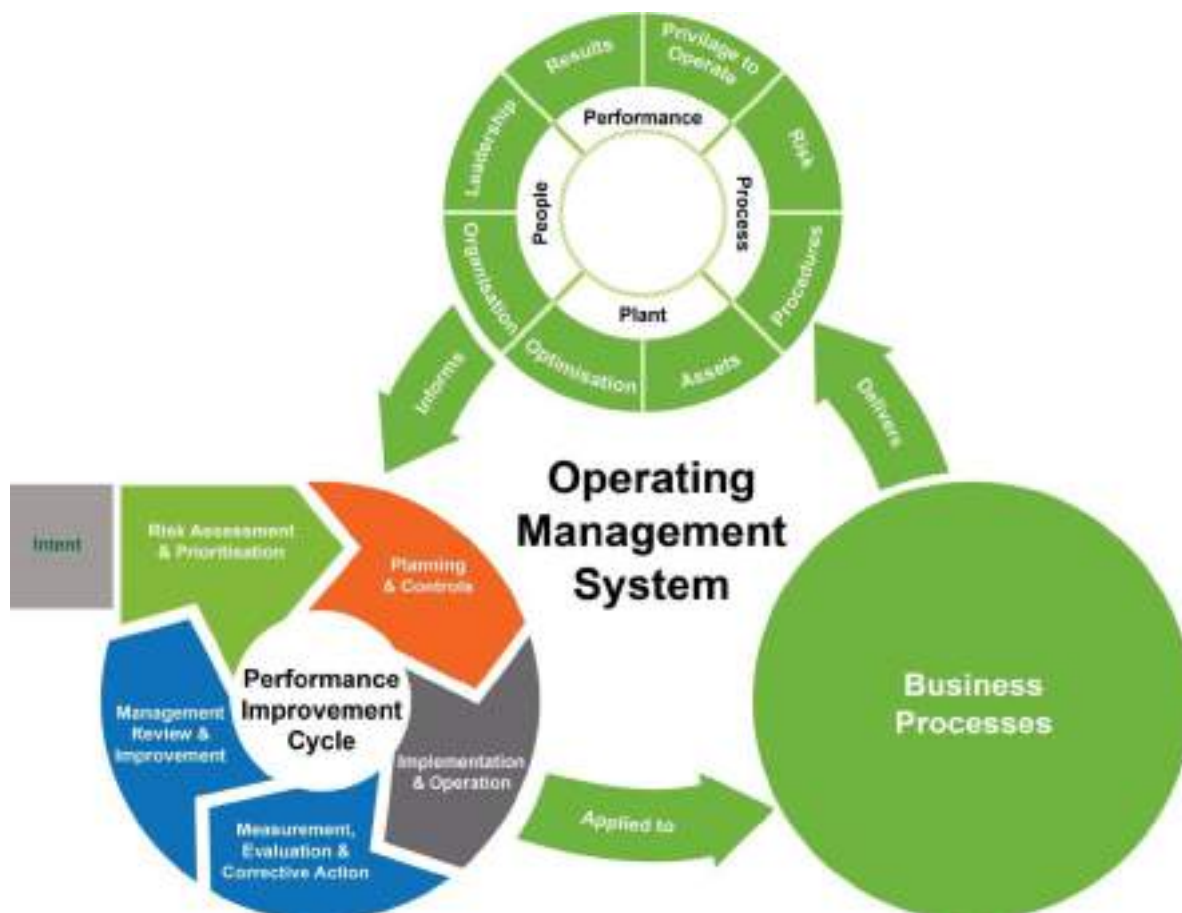 Results
Privilage to
Operate
Leadership
Performance
Risk
People
Process
Organisation
Procedures
Plant
Optimisation
Assets
Informs
Delivers
Operating
Management
System
Intent
Risk Assessment
& Prioritisation
Planning
& Controls
Performance
Improvement
Cycle
Management
Review &
Improvement
Implementation
& Operation
Measurement,
Evaluation &
Corrective Action
Applied to
Business
Processes